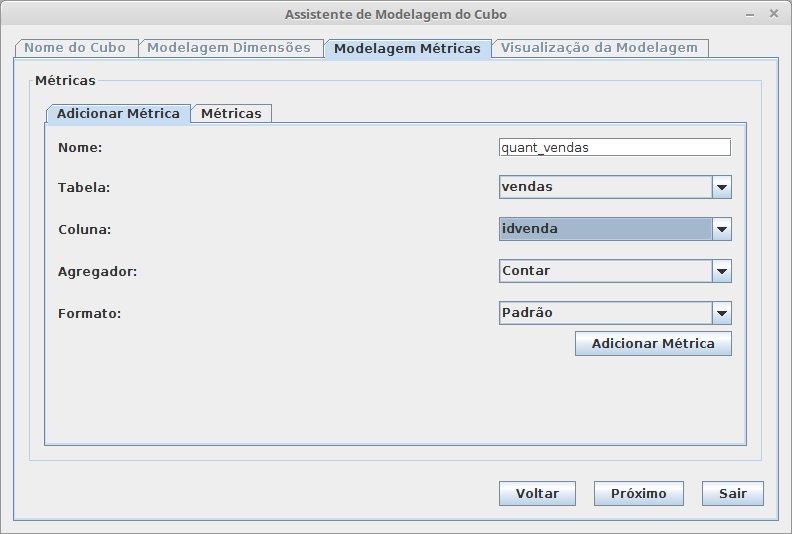 Assistente de Modelagem do Cubo
Nome do Cubo Modelagem Dimensões Modelagem Métricas Visualização da Modelagem
Métricas
Adicionar Métrica Métricas
Nome: quant_vendas
Tabela: vendas
Coluna: idvenda
Agregador: Contar
Formato: Padrão
Adicionar Métrica
Voltar Próximo Sair